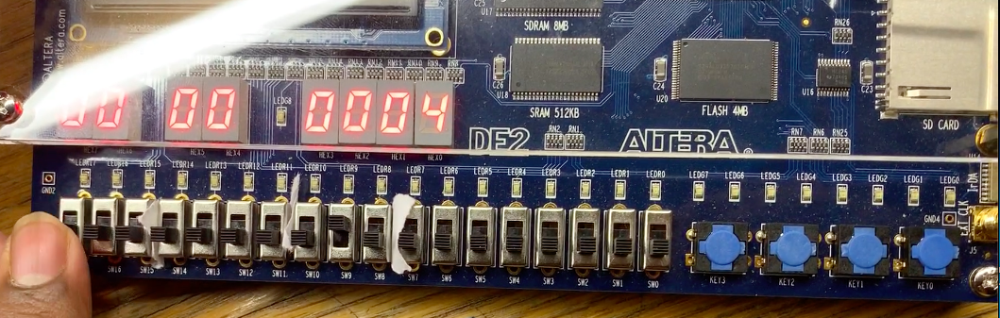 C25
U17
SDRAM 8MB
RN26
ALTERA
altera.com
C26
U18
SRAM 512KB
C24
U20
FLASH 4MB
U16
C23
SD CARD
LEDG8
00 00 0004
HEX7 HEX6 HEX5 HEX4 HEX3 HEX2 HEX1 HEX0
DE2
RN2 RN1
ALTERA®
RN7 RN6 RN25
IrDA
LEDR17 LEDR16 LEDR15 LEDR14 LEDR13 LEDR12 LEDR11 LEDR10 LEDR9 LEDR8 LEDR7 LEDR6 LEDR5 LEDR4 LEDR3 LEDR2 LEDR1 LEDR0 LEDG7 LEDG6 LEDG5 LEDG4 LEDG3 LEDG2 LEDG1 LEDG0
GND2
GND4
EXT CLK
J5
SW16 SW15 SW14 SW13 SW12 SW11 SW10 SW9 SW8 SW7 SW6 SW5 SW4 SW3 SW2 SW1 SW0 KEY3 KEY2 KEY1 KEY0